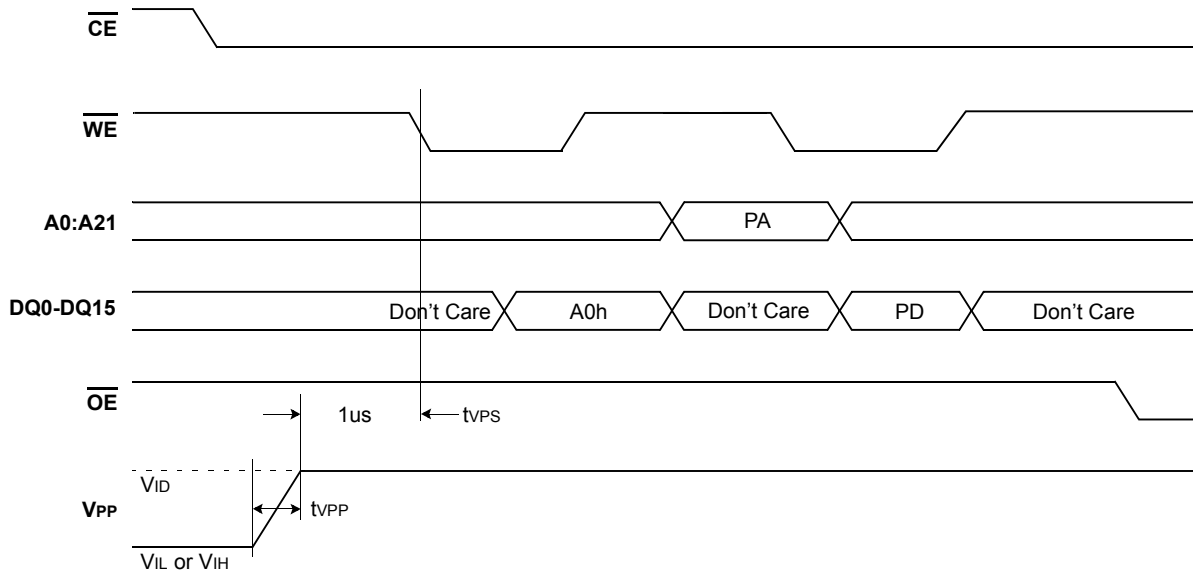 CE
WE
A0:A21
PA
DQ0-DQ15
Don't Care
A0h
Don't Care
PD
Don't Care
OE
1us
tVPS
VID
VPP
tVPP
VIL or VIH